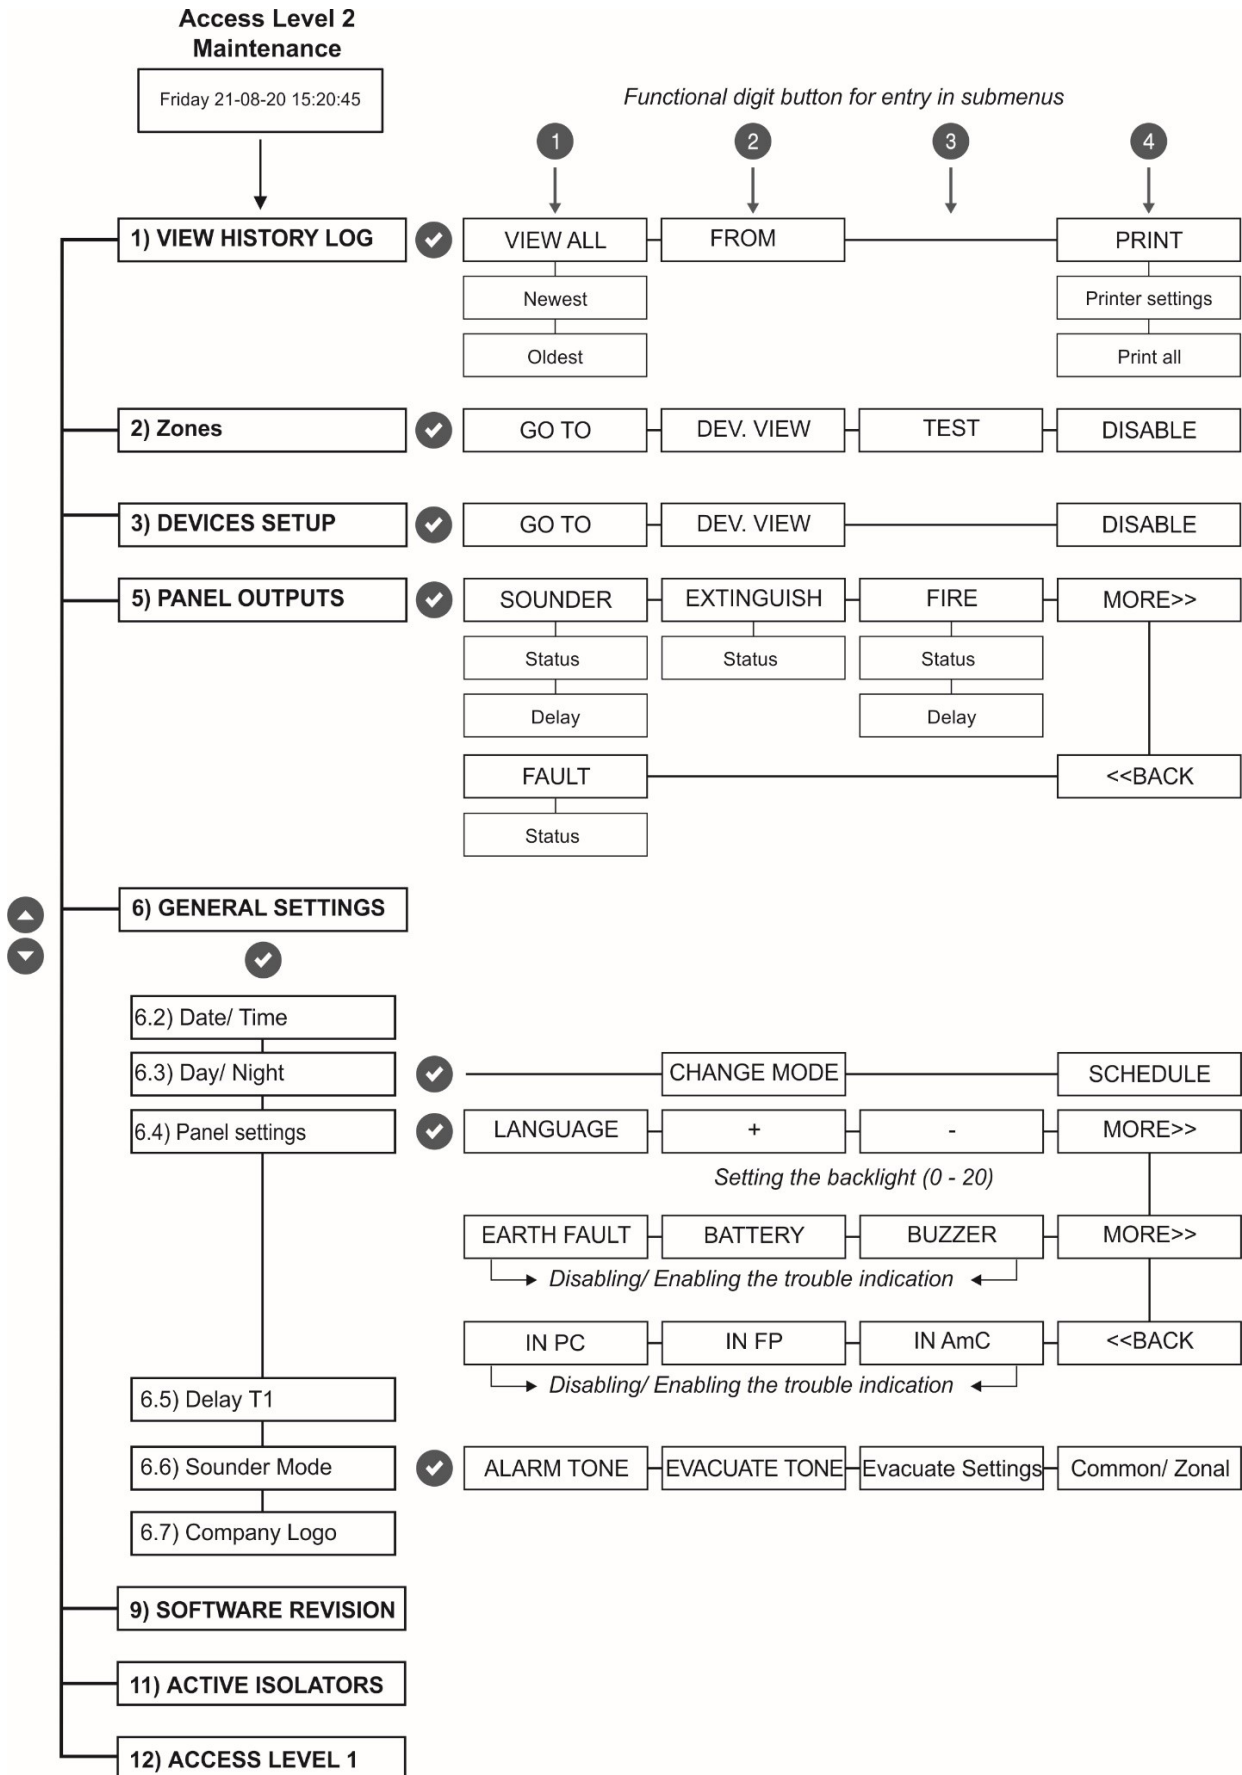 Access Level 2
Maintenance
Friday 21-08-20 15:20:45
Functional digit button for entry in submenus
1 2 3 4
1) VIEW HISTORY LOG VIEW ALL FROM PRINT
Newest Printer settings
Oldest Print all
2) Zones GO TO DEV. VIEW TEST DISABLE
3) DEVICES SETUP GO TO DEV. VIEW DISABLE
5) PANEL OUTPUTS SOUNDER EXTINGUISH FIRE MORE>>
Status Status Status
Delay Delay
FAULT <<BACK
Status
6) GENERAL SETTINGS
6.2) Date/ Time
6.3) Day/ Night CHANGE MODE SCHEDULE
6.4) Panel settings LANGUAGE + - MORE>>
Setting the backlight (0 - 20)
EARTH FAULT BATTERY BUZZER MORE>>
Disabling/ Enabling the trouble indication
IN PC IN FP IN AmC <<BACK
Disabling/ Enabling the trouble indication
6.5) Delay T1
6.6) Sounder Mode ALARM TONE EVACUATE TONE Evacuate Settings Common/ Zonal
6.7) Company Logo
9) SOFTWARE REVISION
11) ACTIVE ISOLATORS
12) ACCESS LEVEL 1